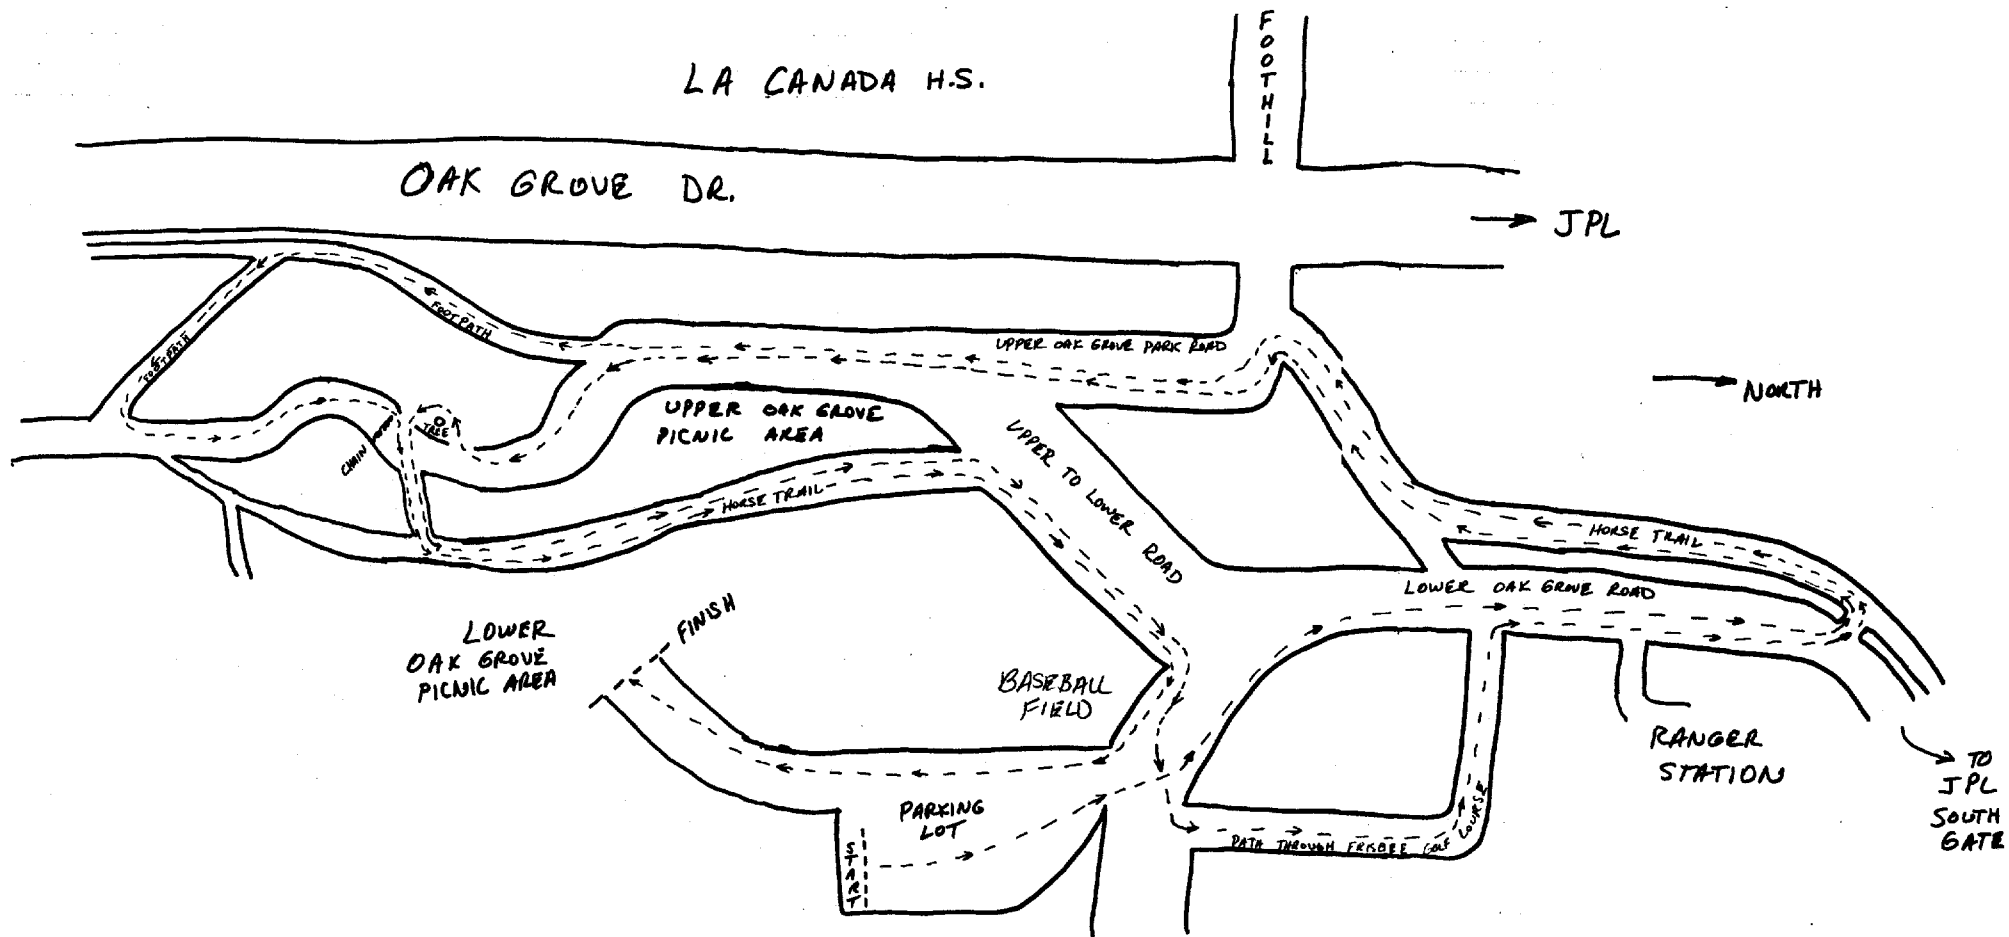 LA CANADA H.S.
FOOTHILL
OAK GROVE DR.
JPL
FOOTPATH
UPPER OAK GROVE PARK ROAD
FOOTPATH
NORTH
UPPER OAK GROVE
PICNIC AREA
TREE
CHAIN
UPPER TO LOWER ROAD
HORSE TRAIL
HORSE TRAIL
LOWER OAK GROVE ROAD
FINISH
LOWER
OAK GROVE
PICNIC AREA
BASEBALL
FIELD
RANGER
STATION
TO
JPL
SOUTH
GATE
PARKING
LOT
START
PATH THROUGH FRISBEE GOLF COURSE